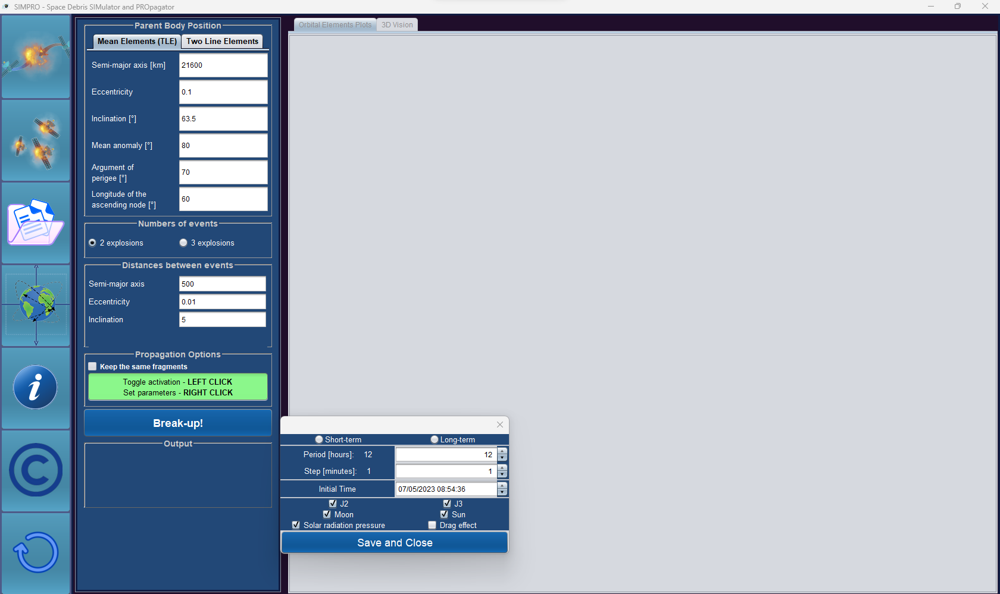 SIMPRO - Space Debris SIMulator and PROpagator
Parent Body Position
Mean Elements (TLE) Two Line Elements
Semi-major axis [km] 21600
Eccentricity 0.1
Inclination [°] 63.5
Mean anomaly [°] 80
Argument of
perigee [°] 70
Longitude of the
ascending node [°] 60
Numbers of events
2 explosions 3 explosions
Distances between events
Semi-major axis 500
Eccentricity 0.01
Inclination 5
Propagation Options
Keep the same fragments
Toggle activation - LEFT CLICK
Set parameters - RIGHT CLICK
Break-up!
Output
Orbital Elements Plots 3D Vision
Short-term Long-term
Period [hours]: 12 12
Step [minutes]: 1 1
Initial Time 07/05/2023 08:54:36
J2 J3
Moon Sun
Solar radiation pressure Drag effect
Save and Close